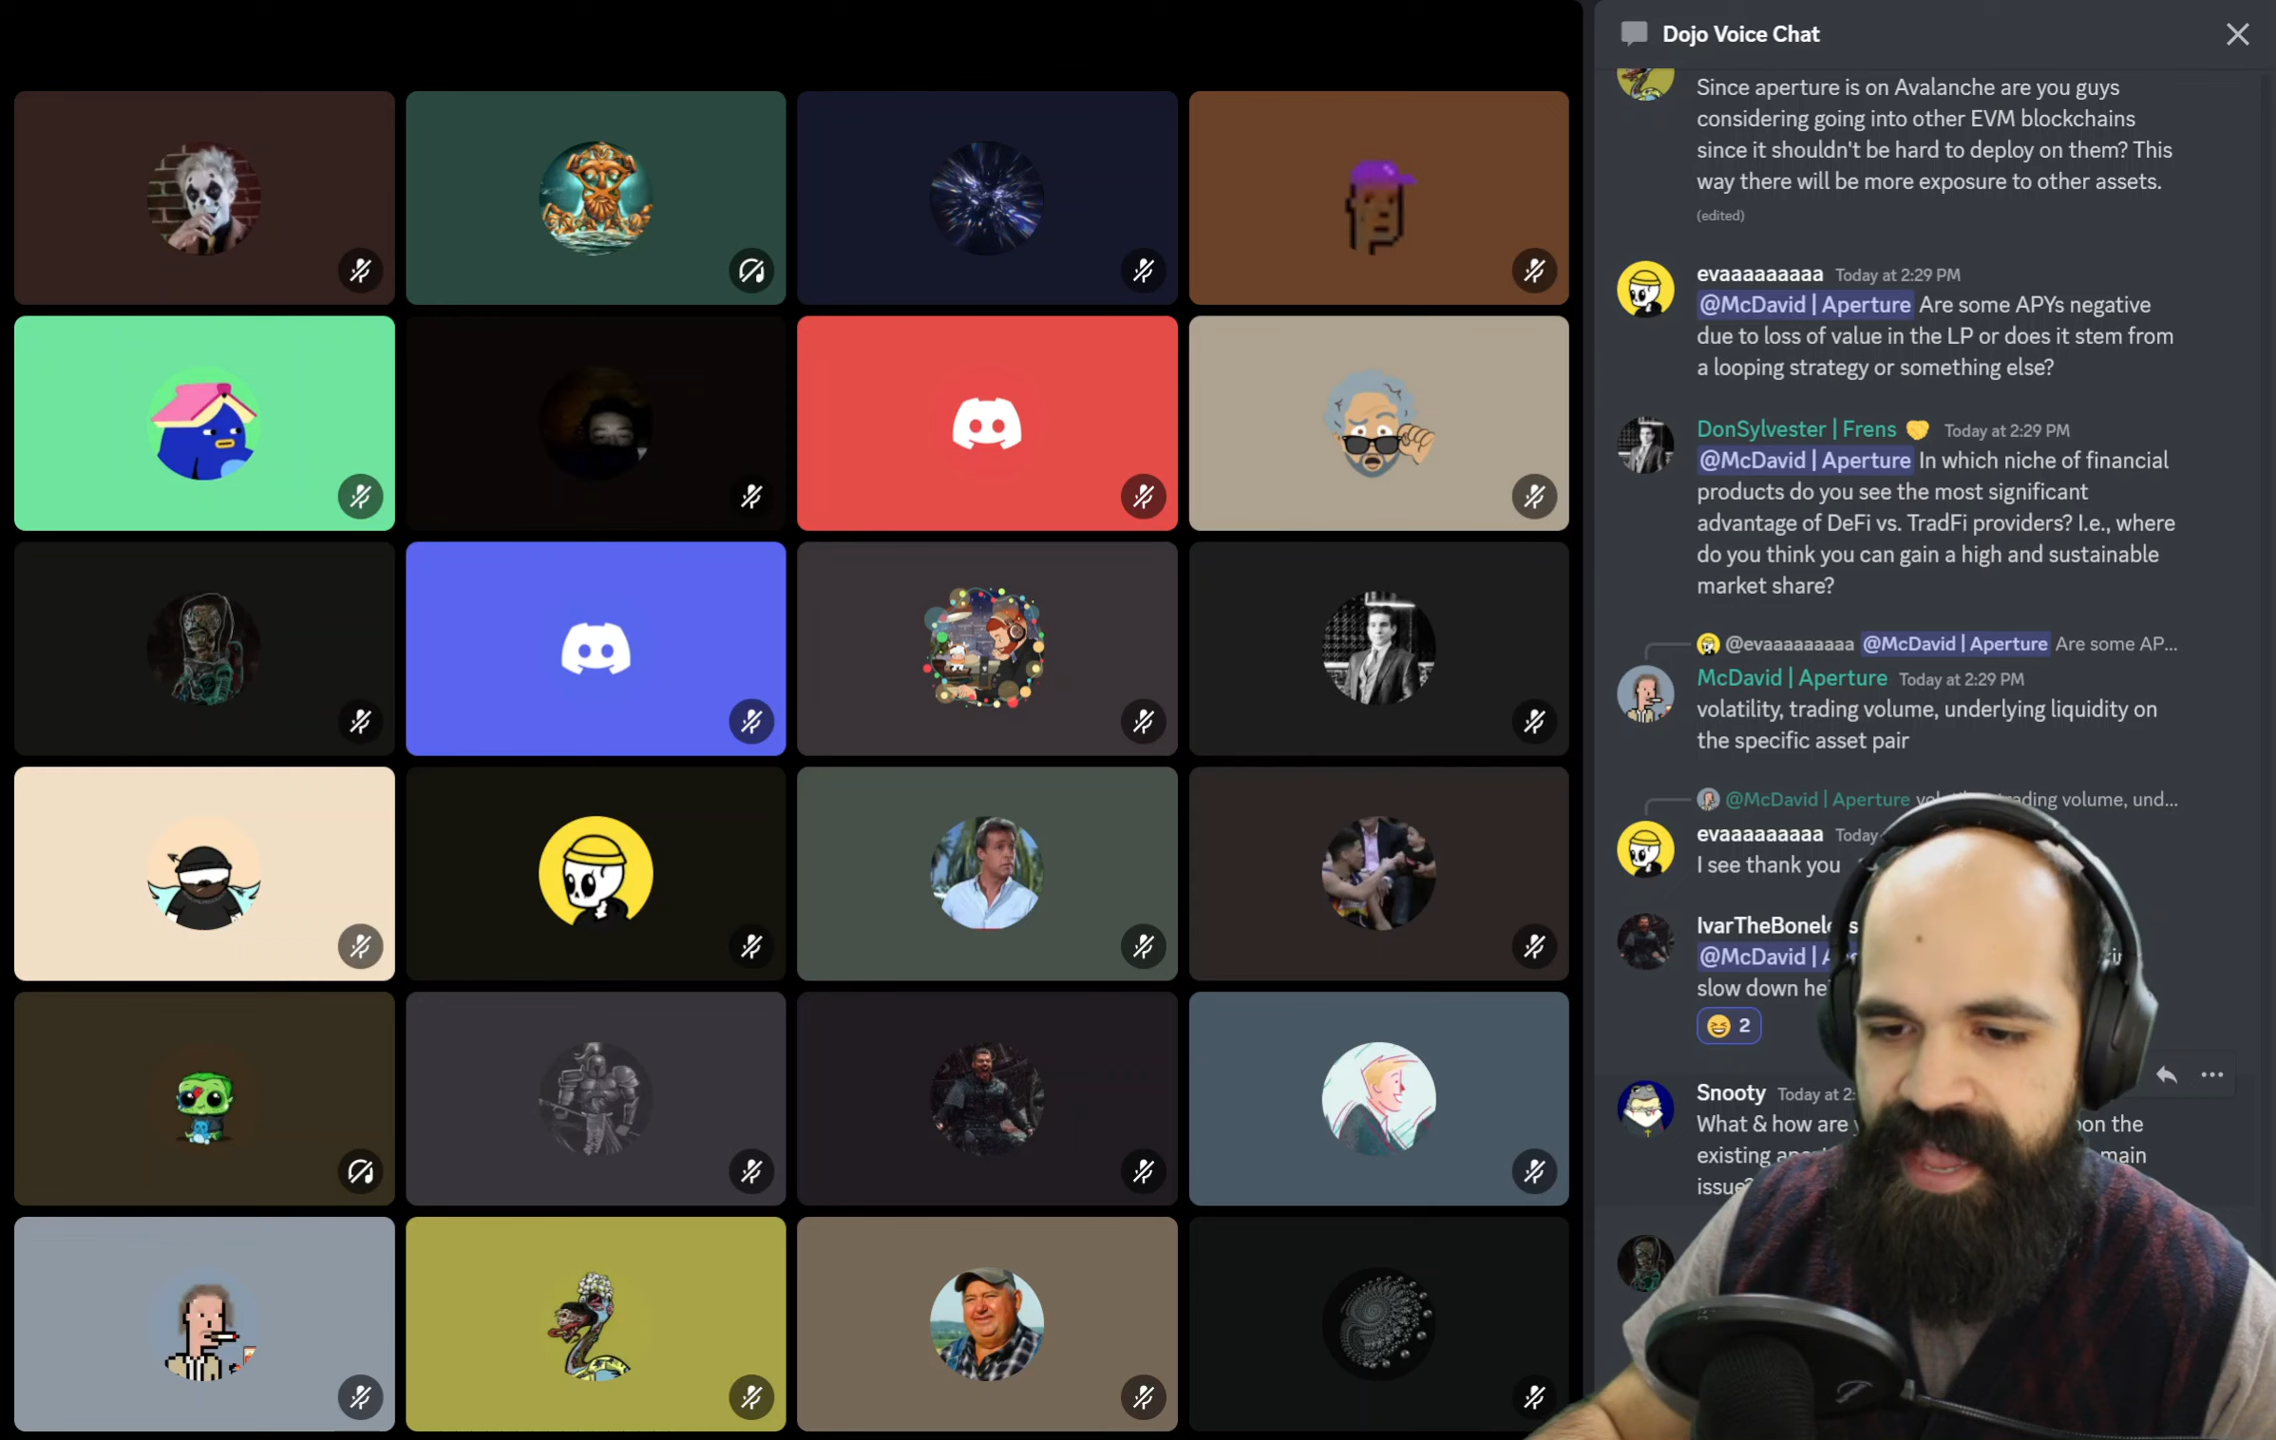 Dojo Voice Chat
Since aperture is on Avalanche are you guys
considering going into other EVM blockchains
since it shouldn't be hard to deploy on them? This
way there will be more exposure to other assets.
(edited)
evaaaaaaaaa Today at 2:29 PM
@McDavid | Aperture Are some APYs negative
due to loss of value in the LP or does it stem from
a looping strategy or something else?
DonSylvester | Frens Today at 2:29 PM
@McDavid | Aperture In which niche of financial
products do you see the most significant
advantage of DeFi vs. TradFi providers? I.e., where
do you think you can gain a high and sustainable
market share?
@evaaaaaaaaa @McDavid | Aperture Are some AP...
McDavid | Aperture Today at 2:29 PM
volatility, trading volume, underlying liquidity on
the specific asset pair
@McDavid | Aperture trading volume, und...
evaaaaaaaaa Today
I see thank you
@McDavid |
slow down
2
Snooty Today at 2:
What & how are
existing main